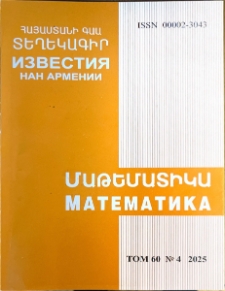 ՀԱՅԱՍՏԱՆԻ ԳԱԱ
ՏԵՂԵԿԱԳԻՐ
ИЗВЕСТИЯ
НАН АРМЕНИИ
ISSN 00002-3043
ՄԱԹԵՄԱՏԻԿԱ
МАТЕМАТИКА
ТОМ 60 № 4 2025